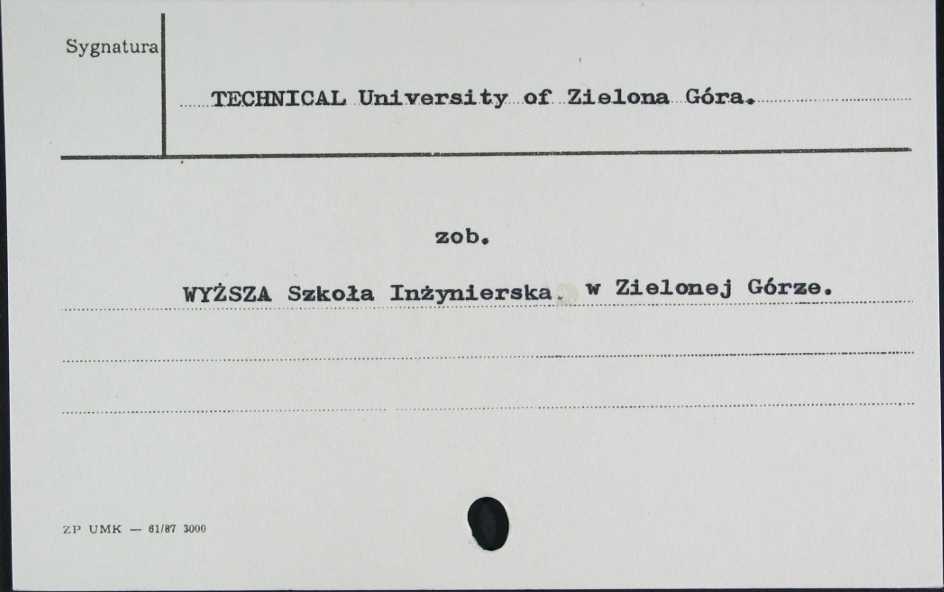 Sygnatura
TECHNICAL University of Zielona Góra.
zob.
WYŻSZA Szkoła Inżynierska w Zielonej Górze.
ZP UMK — 61/87 3000